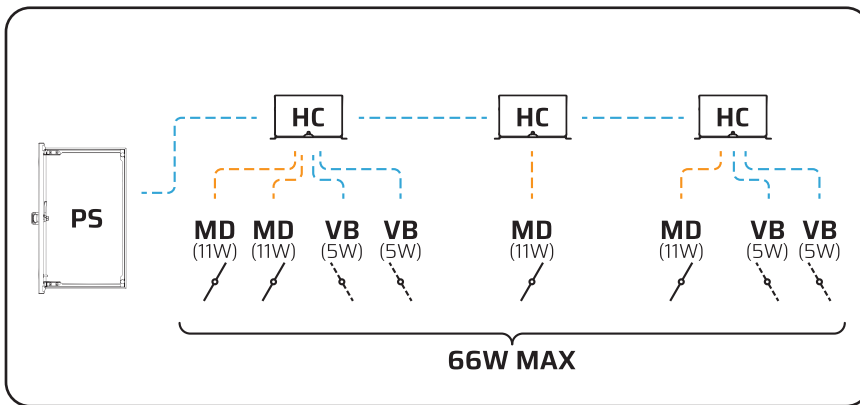 HC HC HC
PS
MD MD VB VB MD MD VB VB
(11W) (11W) (5W) (5W) (11W) (11W) (5W) (5W)
66W MAX